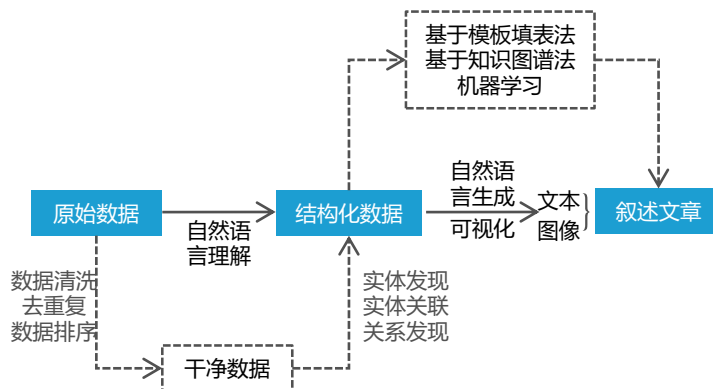 基于模板填表法
基于知识图谱法
机器学习
原始数据
自然语
言理解
结构化数据
自然语
言生成
可视化
文本
图像
叙述文章
数据清洗
去重复
数据排序
实体发现
实体关联
关系发现
干净数据